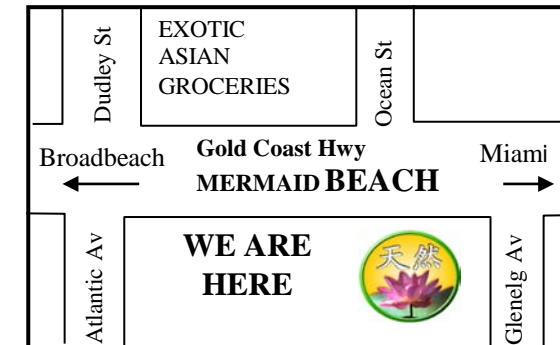 Dudley St
EXOTIC
ASIAN
GROCERIES
Ocean St
Broadbeach
Gold Coast Hwy
MERMAID BEACH
Miami
Atlantic Av
WE ARE
HERE
天然
Glenelg Av